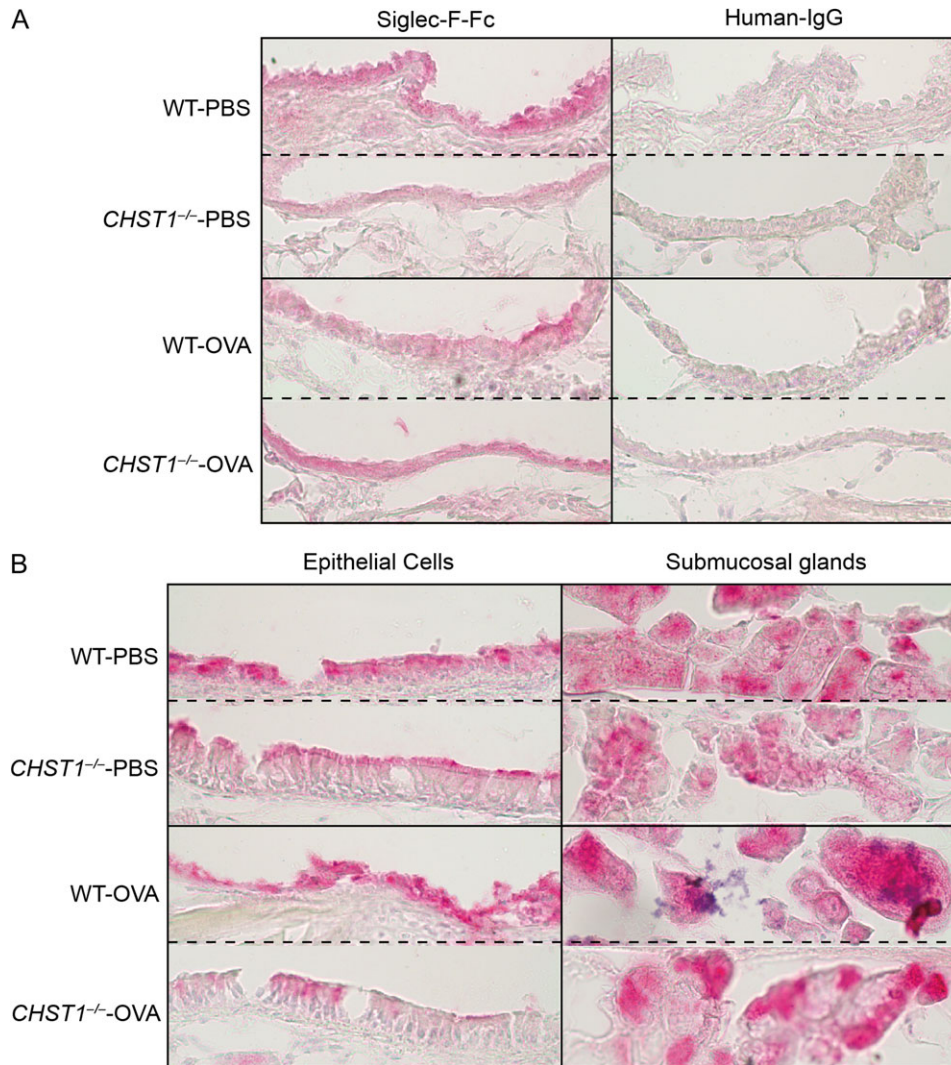 A
Siglec-F-Fc Human-IgG
WT-PBS
CHST1−/−-PBS
WT-OVA
CHST1−/−-OVA
B
Epithelial Cells Submucosal glands
WT-PBS
CHST1−/−-PBS
WT-OVA
CHST1−/−-OVA